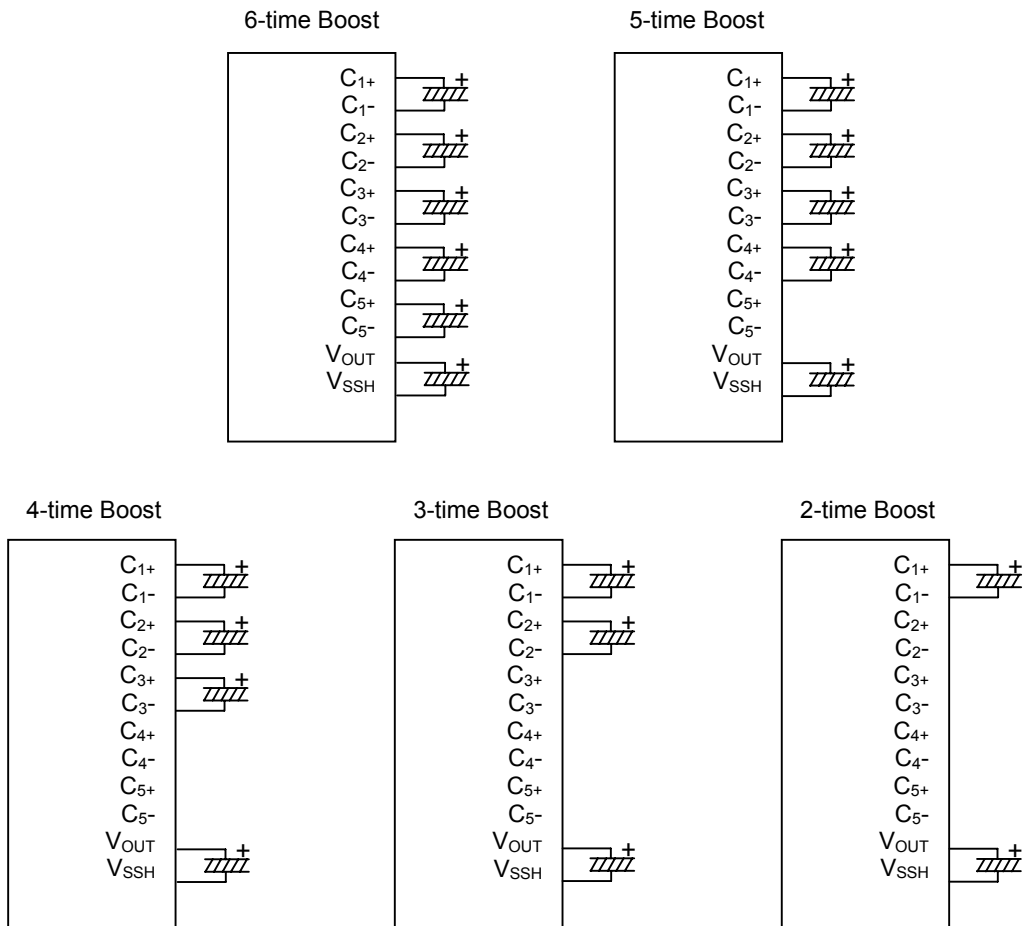 6-time Boost
C1+ +
C1-
C2+ +
C2-
C3+ +
C3-
C4+ +
C4-
C5+ +
C5-
VOUT +
VSSH
5-time Boost
C1+ +
C1-
C2+ +
C2-
C3+ +
C3-
C4+ +
C4-
C5+
C5-
VOUT +
VSSH
4-time Boost
C1+ +
C1-
C2+ +
C2-
C3+ +
C3-
C4+
C4-
C5+
C5-
VOUT +
VSSH
3-time Boost
C1+ +
C1-
C2+ +
C2-
C3+
C3-
C4+
C4-
C5+
C5-
VOUT +
VSSH
2-time Boost
C1+ +
C1-
C2+
C2-
C3+
C3-
C4+
C4-
C5+
C5-
VOUT +
VSSH